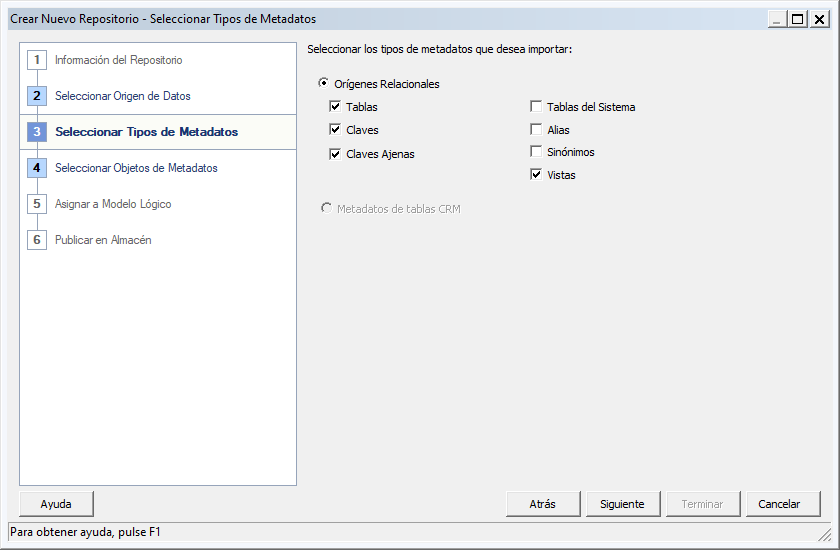 Crear Nuevo Repositorio - Seleccionar Tipos de Metadatos
1 Información del Repositorio
2 Seleccionar Origen de Datos
3 Seleccionar Tipos de Metadatos
4 Seleccionar Objetos de Metadatos
5 Asignar a Modelo Lógico
6 Publicar en Almacén
Seleccionar los tipos de metadatos que desea importar:
Orígenes Relacionales
Tablas
Claves
Claves Ajenas
Tablas del Sistema
Alias
Sinónimos
Vistas
Metadatos de tablas CRM
Ayuda
Atrás
Siguiente
Terminar
Cancelar
Para obtener ayuda, pulse F1